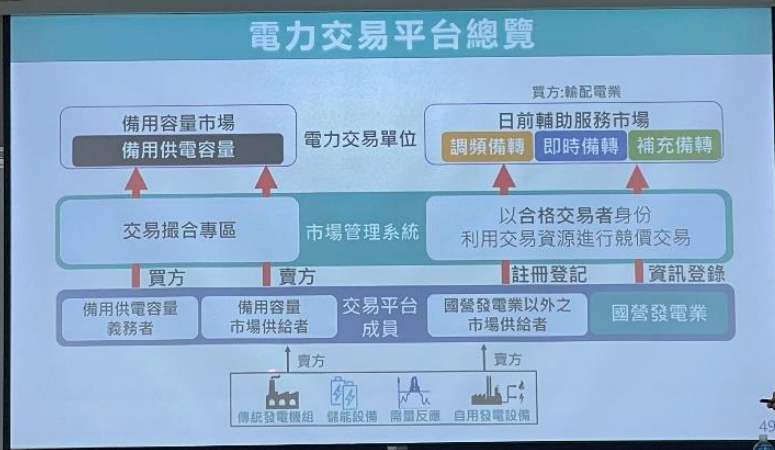 電力交易平台總覽
買方:輸配電業
備用容量市場
備用供電容量
電力交易單位
日前輔助服務市場
調頻備轉
即時備轉
補充備轉
交易撮合專區
市場管理系統
以合格交易者身份
利用交易資源進行競價交易
買方
賣方
註冊登記
資訊登錄
備用供電容量
義務者
備用容量
市場供給者
交易平台
成員
國營發電業以外之
市場供給者
國營發電業
賣方
賣方
傳統發電機組
儲能設備
需量反應
自用發電設備
49